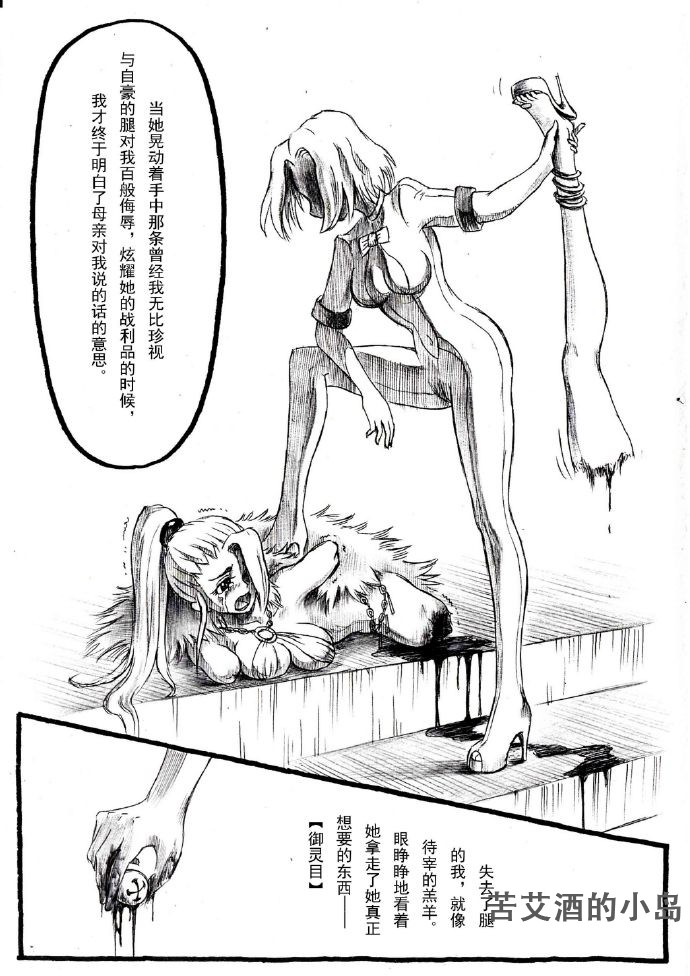 当她晃动着手中那条曾经我无比珍视
与自豪的腿对我百般侮辱，炫耀她的战利品的时候，
我才终于明白了母亲对我说的话的意思。
失去了腿
的我，就像
待宰的羔羊。
眼睁睁地看着
她拿走了她真正
想要的东西——
【御灵目】
苦艾酒的小岛